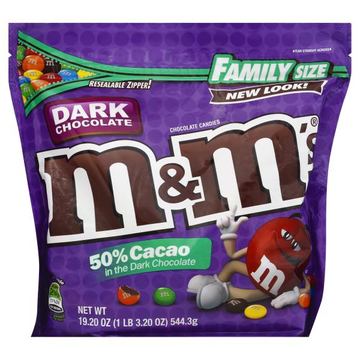 FAMILY SIZE
NEW LOOK!
RESEALABLE ZIPPER!
DARK
CHOCOLATE
CHOCOLATE CANDIES
m&m's®
50% Cacao
in the Dark Chocolate
m
NET WT
19.20 OZ (1 LB 3.20 OZ) 544.3g